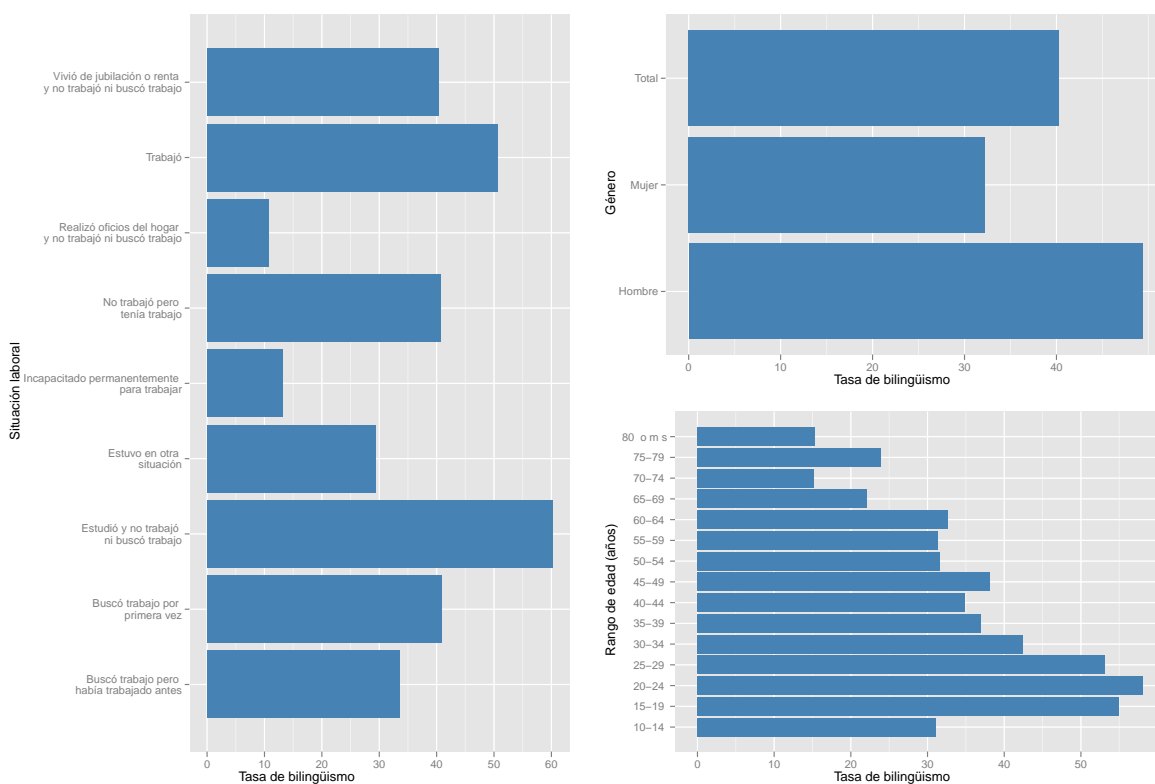 Situación laboral
Vivió de jubilación o renta
y no trabajó ni buscó trabajo
Trabajó
Realizó oficios del hogar
y no trabajó ni buscó trabajo
No trabajó pero
tenía trabajo
Incapacitado permanentemente
para trabajar
Estuvo en otra
situación
Estudió y no trabajó
ni buscó trabajo
Buscó trabajo por
primera vez
Buscó trabajo pero
había trabajado antes
0 10 20 30 40 50 60
Tasa de bilingüismo
Género
Total
Mujer
Hombre
0 10 20 30 40
Tasa de bilingüismo
Rango de edad (años)
80 o m s
75−79
70−74
65−69
60−64
55−59
50−54
45−49
40−44
35−39
30−34
25−29
20−24
15−19
10−14
0 10 20 30 40 50
Tasa de bilingüismo